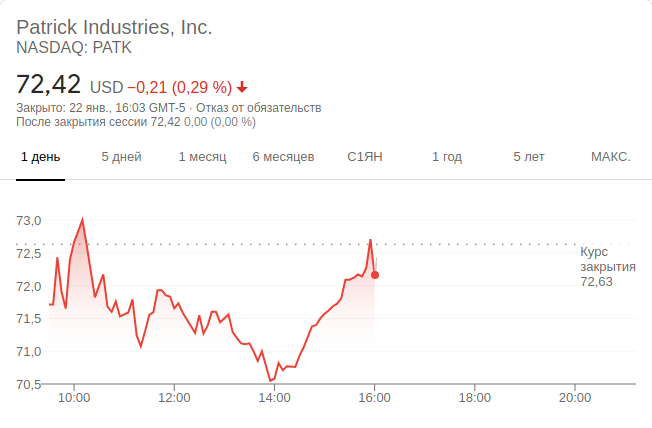 Patrick Industries, Inc.
NASDAQ: PATK
72,42 USD −0,21 (0,29 %)
Закрыто: 22 янв., 16:03 GMT-5 · Отказ от обязательств
После закрытия сессии 72,42 0,00 (0,00 %)
1 день 5 дней 1 месяц 6 месяцев С1ЯН 1 год 5 лет МАКС.
73,0
72,5
72,0
71,5
71,0
70,5
Курс
закрытия
72,63
10:00 12:00 14:00 16:00 18:00 20:00